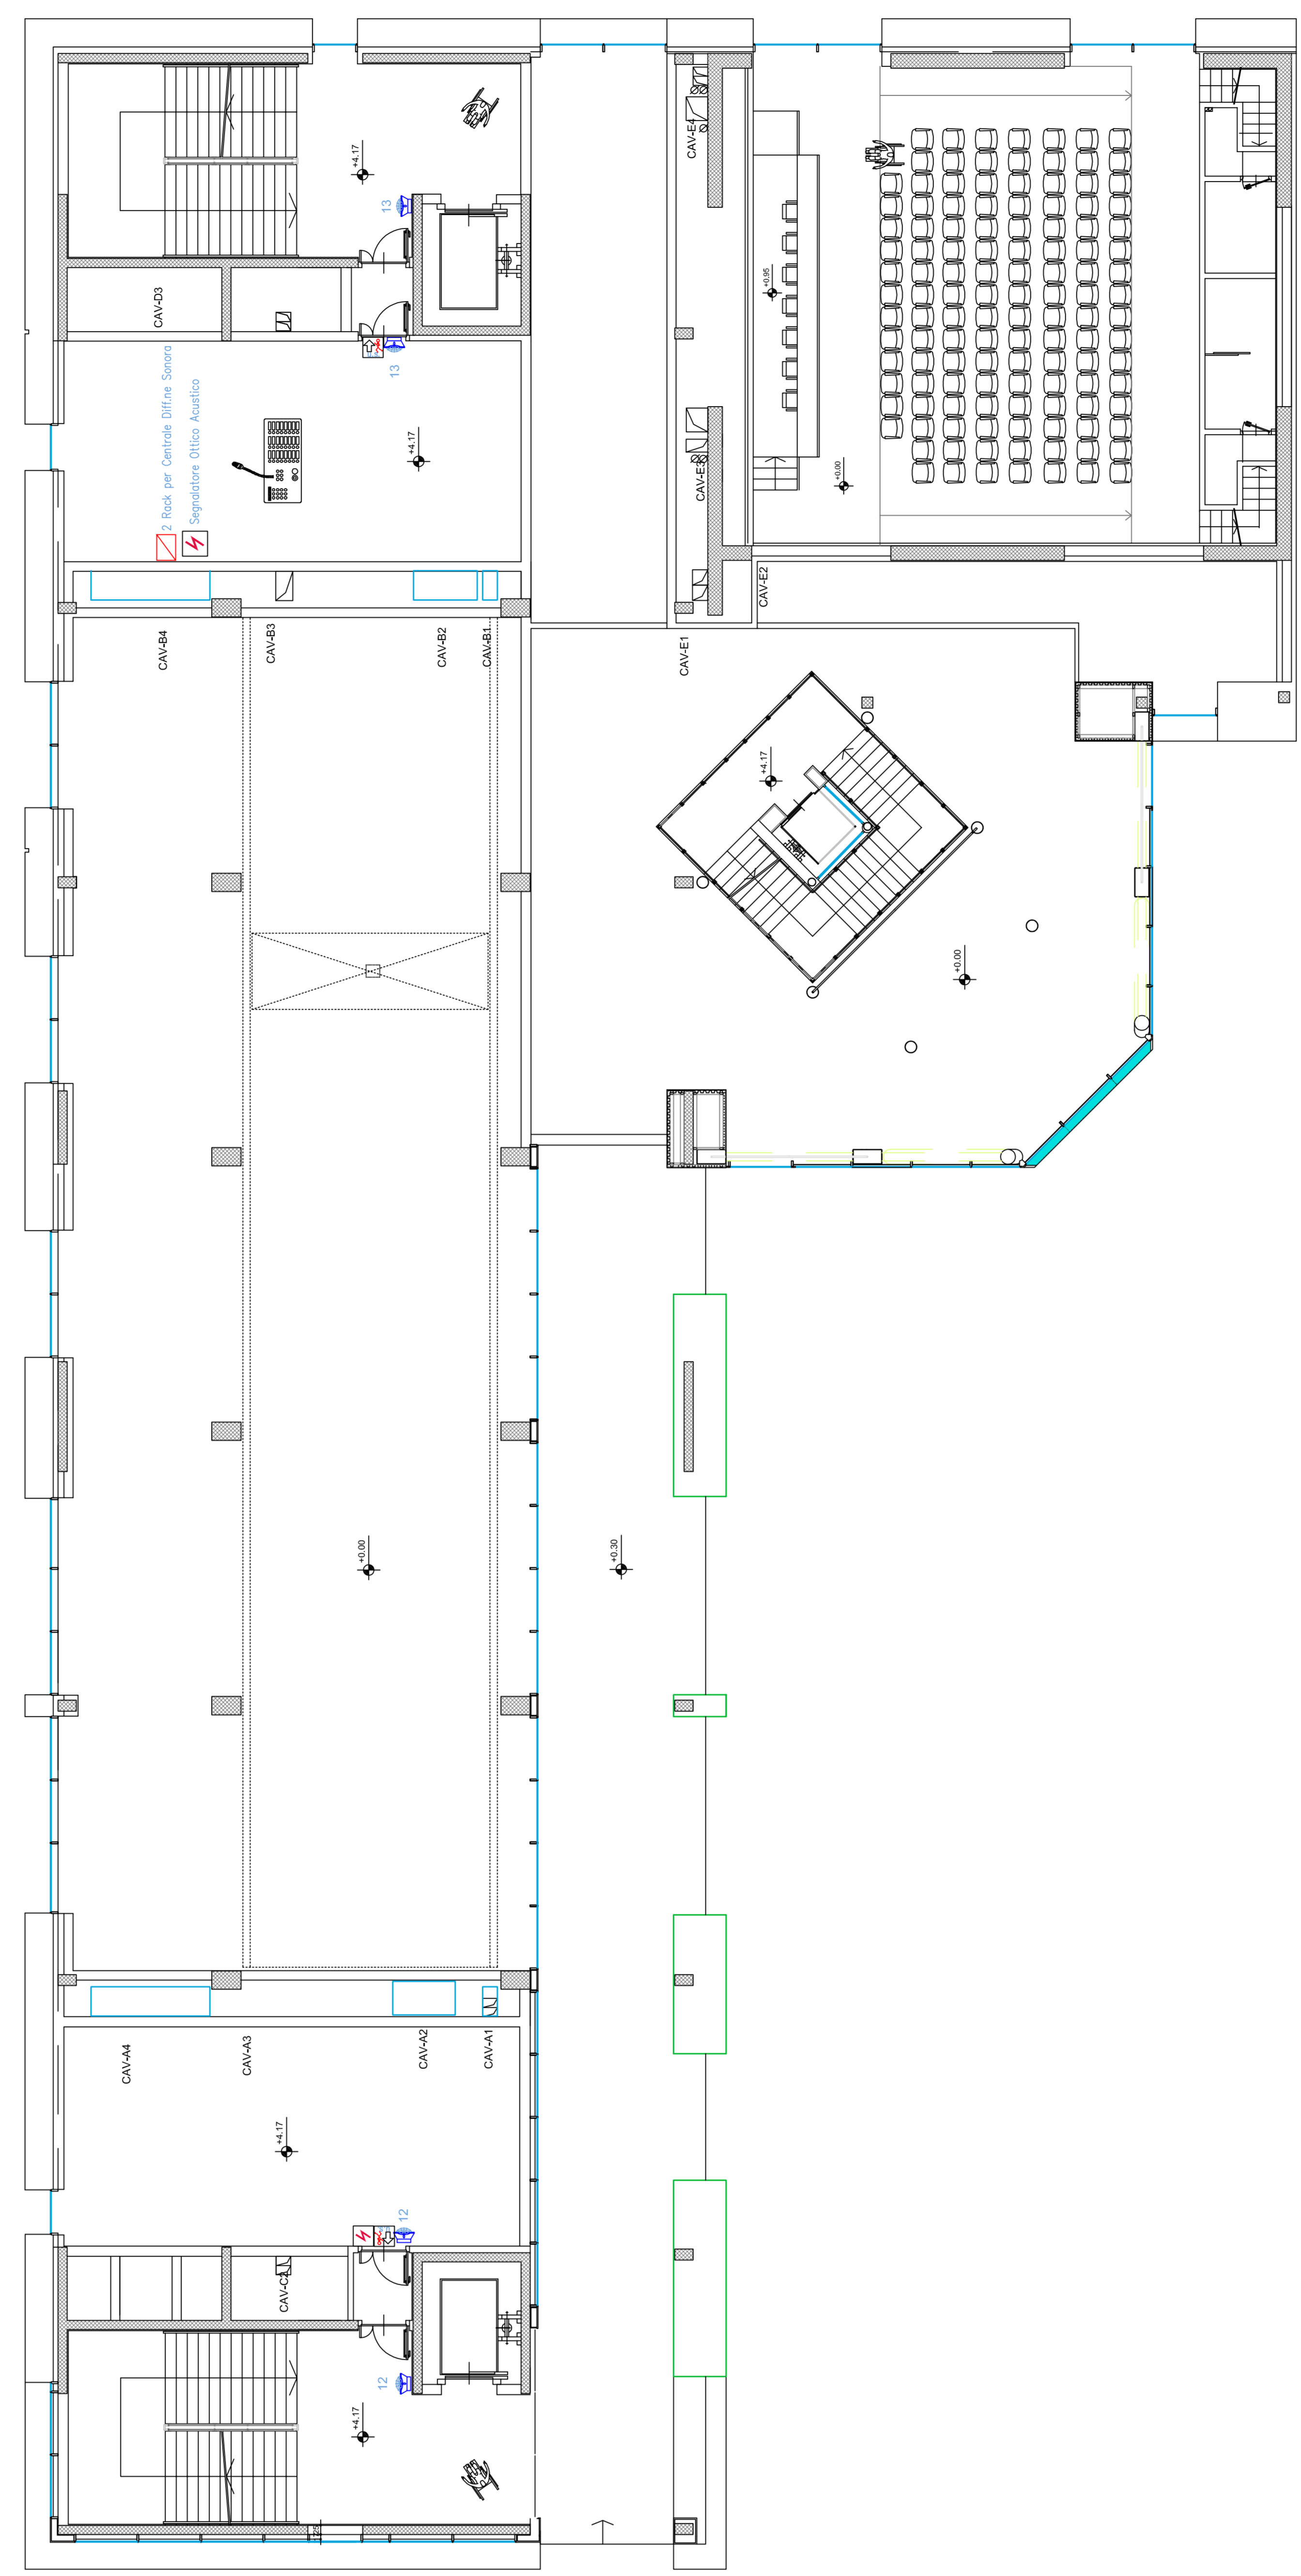 +4.17
13
CAV-D3
13
2 Rack per Centrale Diff.ne Sonora
Segnalatore Ottico Acustico
+4.17
CAV-E4
+0.95
CAV-E3
+0.00
CAV-E2
CAV-B4
CAV-B3
CAV-B2
CAV-B1
CAV-E1
+4.17
+0.00
+0.00
+0.30
CAV-A4
CAV-A3
CAV-A2
CAV-A1
+4.17
12
CAV-C2
12
+4.17